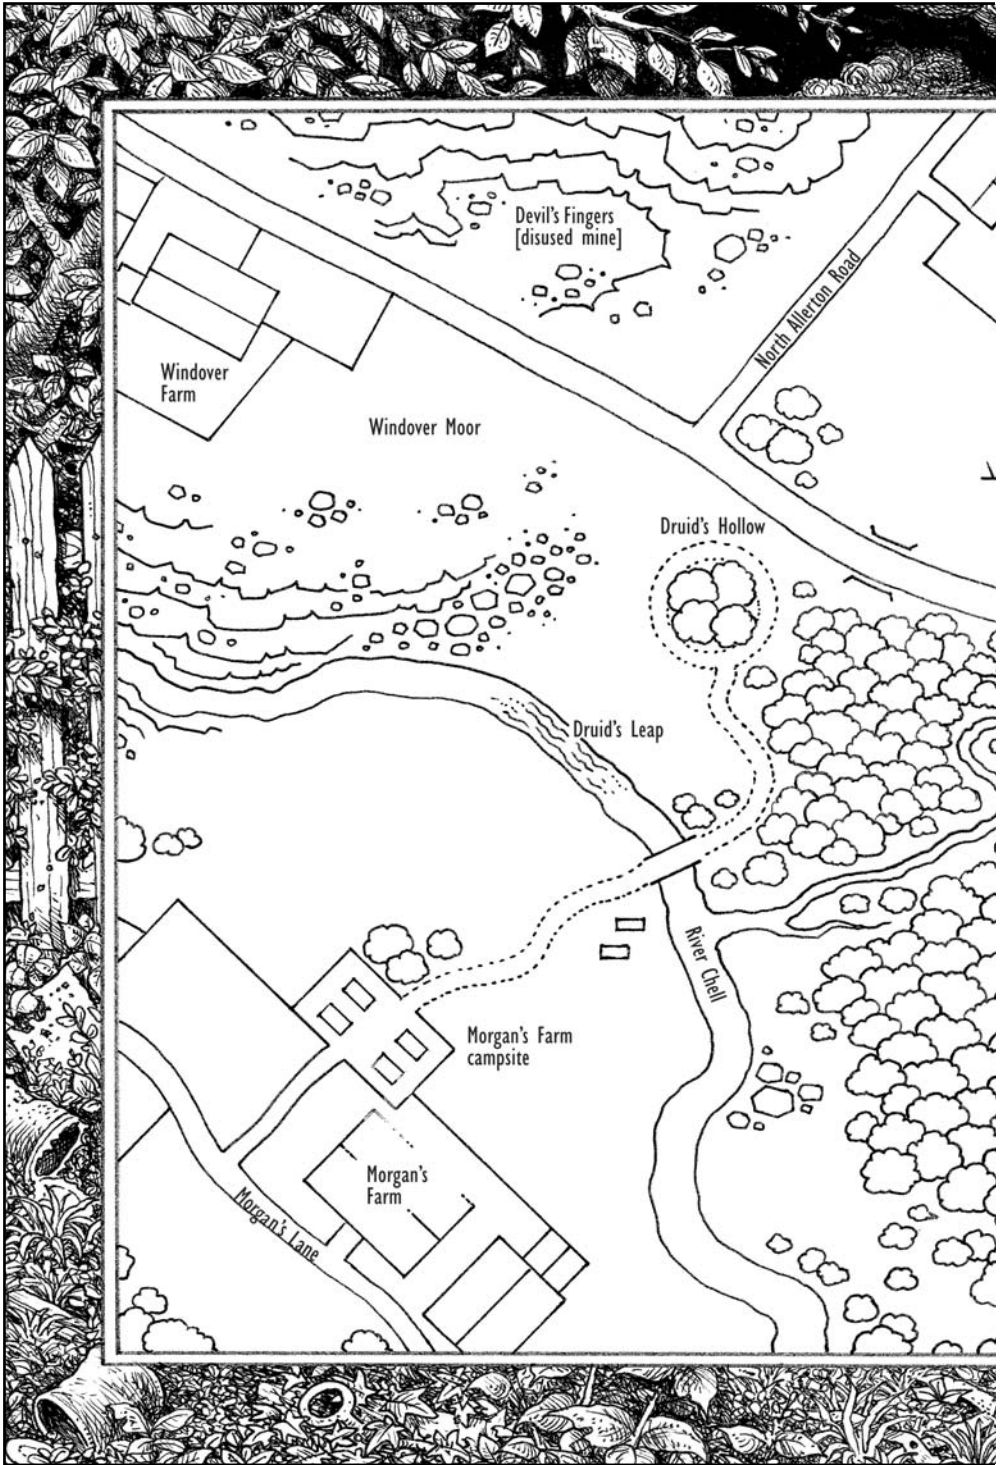 Devil's Fingers
[disused mine]
North Allerton Road
Windover
Farm
Windover Moor
Druid's Hollow
Druid's Leap
River Chell
Morgan's Farm
campsite
Morgan's
Farm
Morgan's Lane